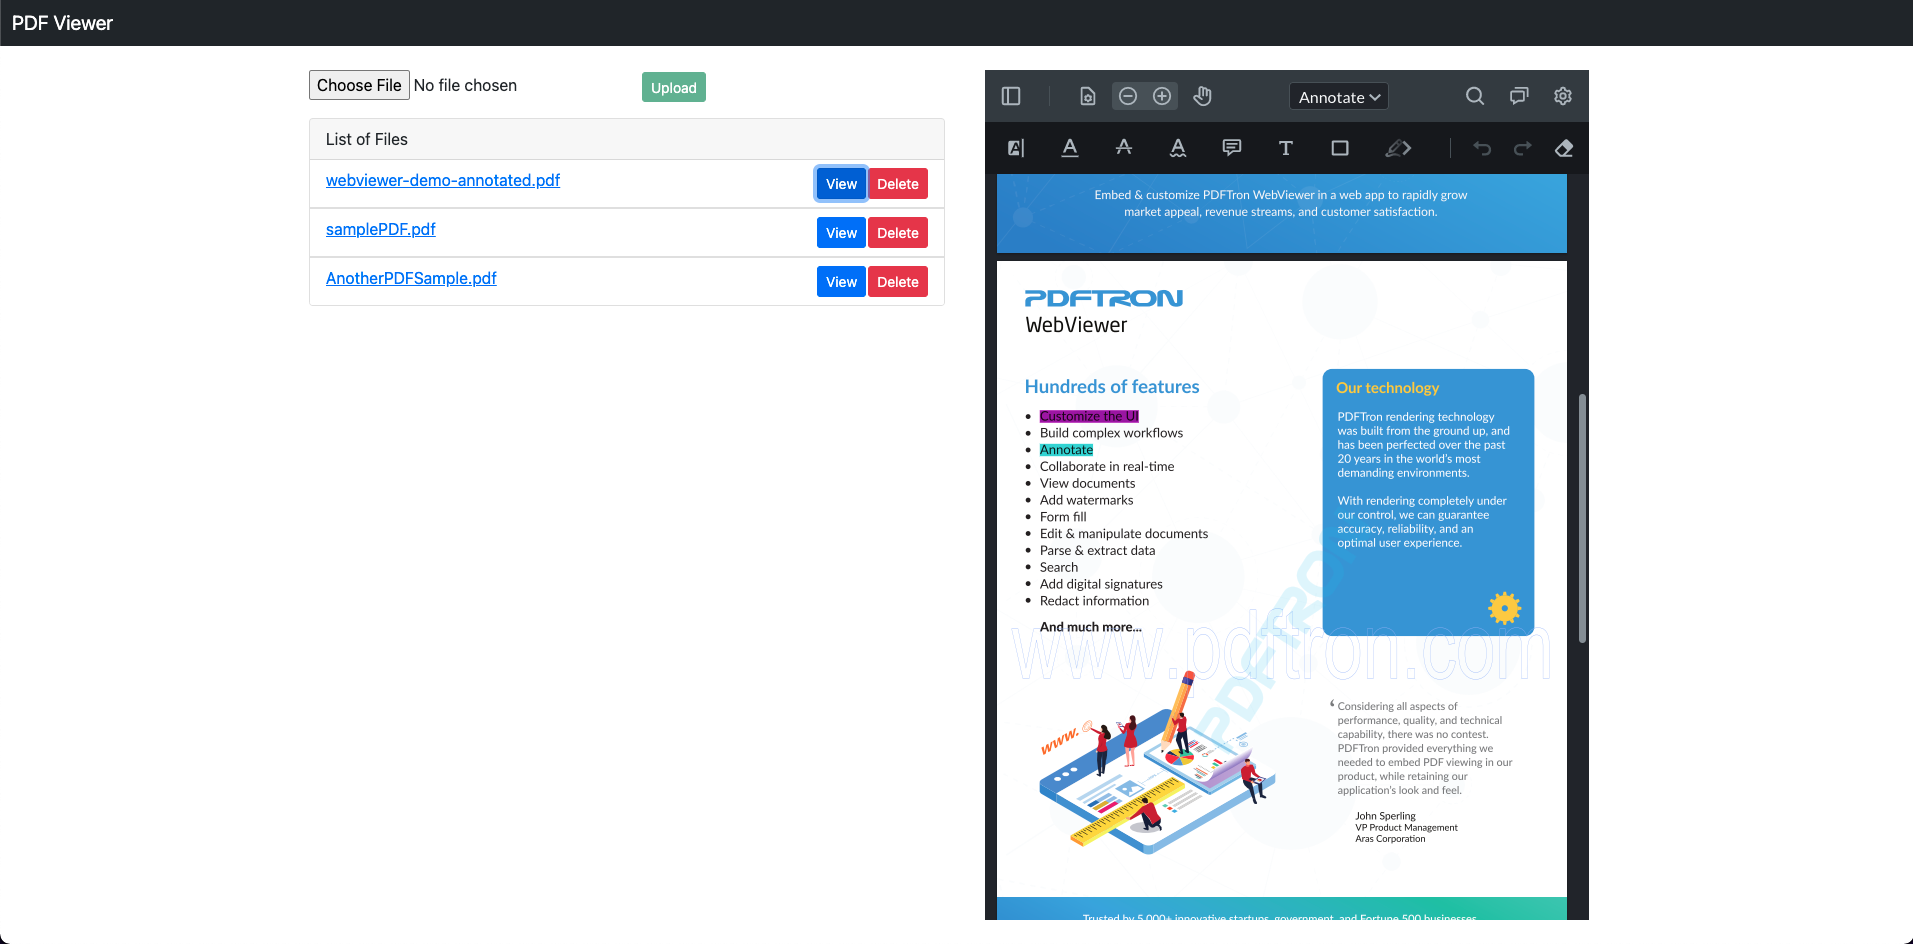 PDF Viewer
Choose File No file chosen
Upload
List of Files
webviewer-demo-annotated.pdf
View Delete
samplePDF.pdf
View Delete
AnotherPDFSample.pdf
View Delete
Annotate
Embed & customize PDFTron WebViewer in a web app to rapidly grow
market appeal, revenue streams, and customer satisfaction.
PDFTRON
WebViewer
Hundreds of features
• Customize the UI
• Build complex workflows
• Annotate
• Collaborate in real-time
• View documents
• Add watermarks
• Form fill
• Edit & manipulate documents
• Parse & extract data
• Search
• Add digital signatures
• Redact information
And much more...
Our technology
PDFTron rendering technology
was built from the ground up, and
has been perfected over the past
20 years in the world's most
demanding environments.
With rendering completely under
our control, we can guarantee
accuracy, reliability, and an
optimal user experience.
PDFTRON
www.pdftron.com
www.
‘ Considering all aspects of
performance, quality, and technical
capability, there was no contest.
PDFTron provided everything we
needed to embed PDF viewing in our
product, while retaining our
application's look and feel.
John Sperling
VP Product Management
Aras Corporation
Trusted by 5,000+ innovative startups, government, and Fortune 500 businesses